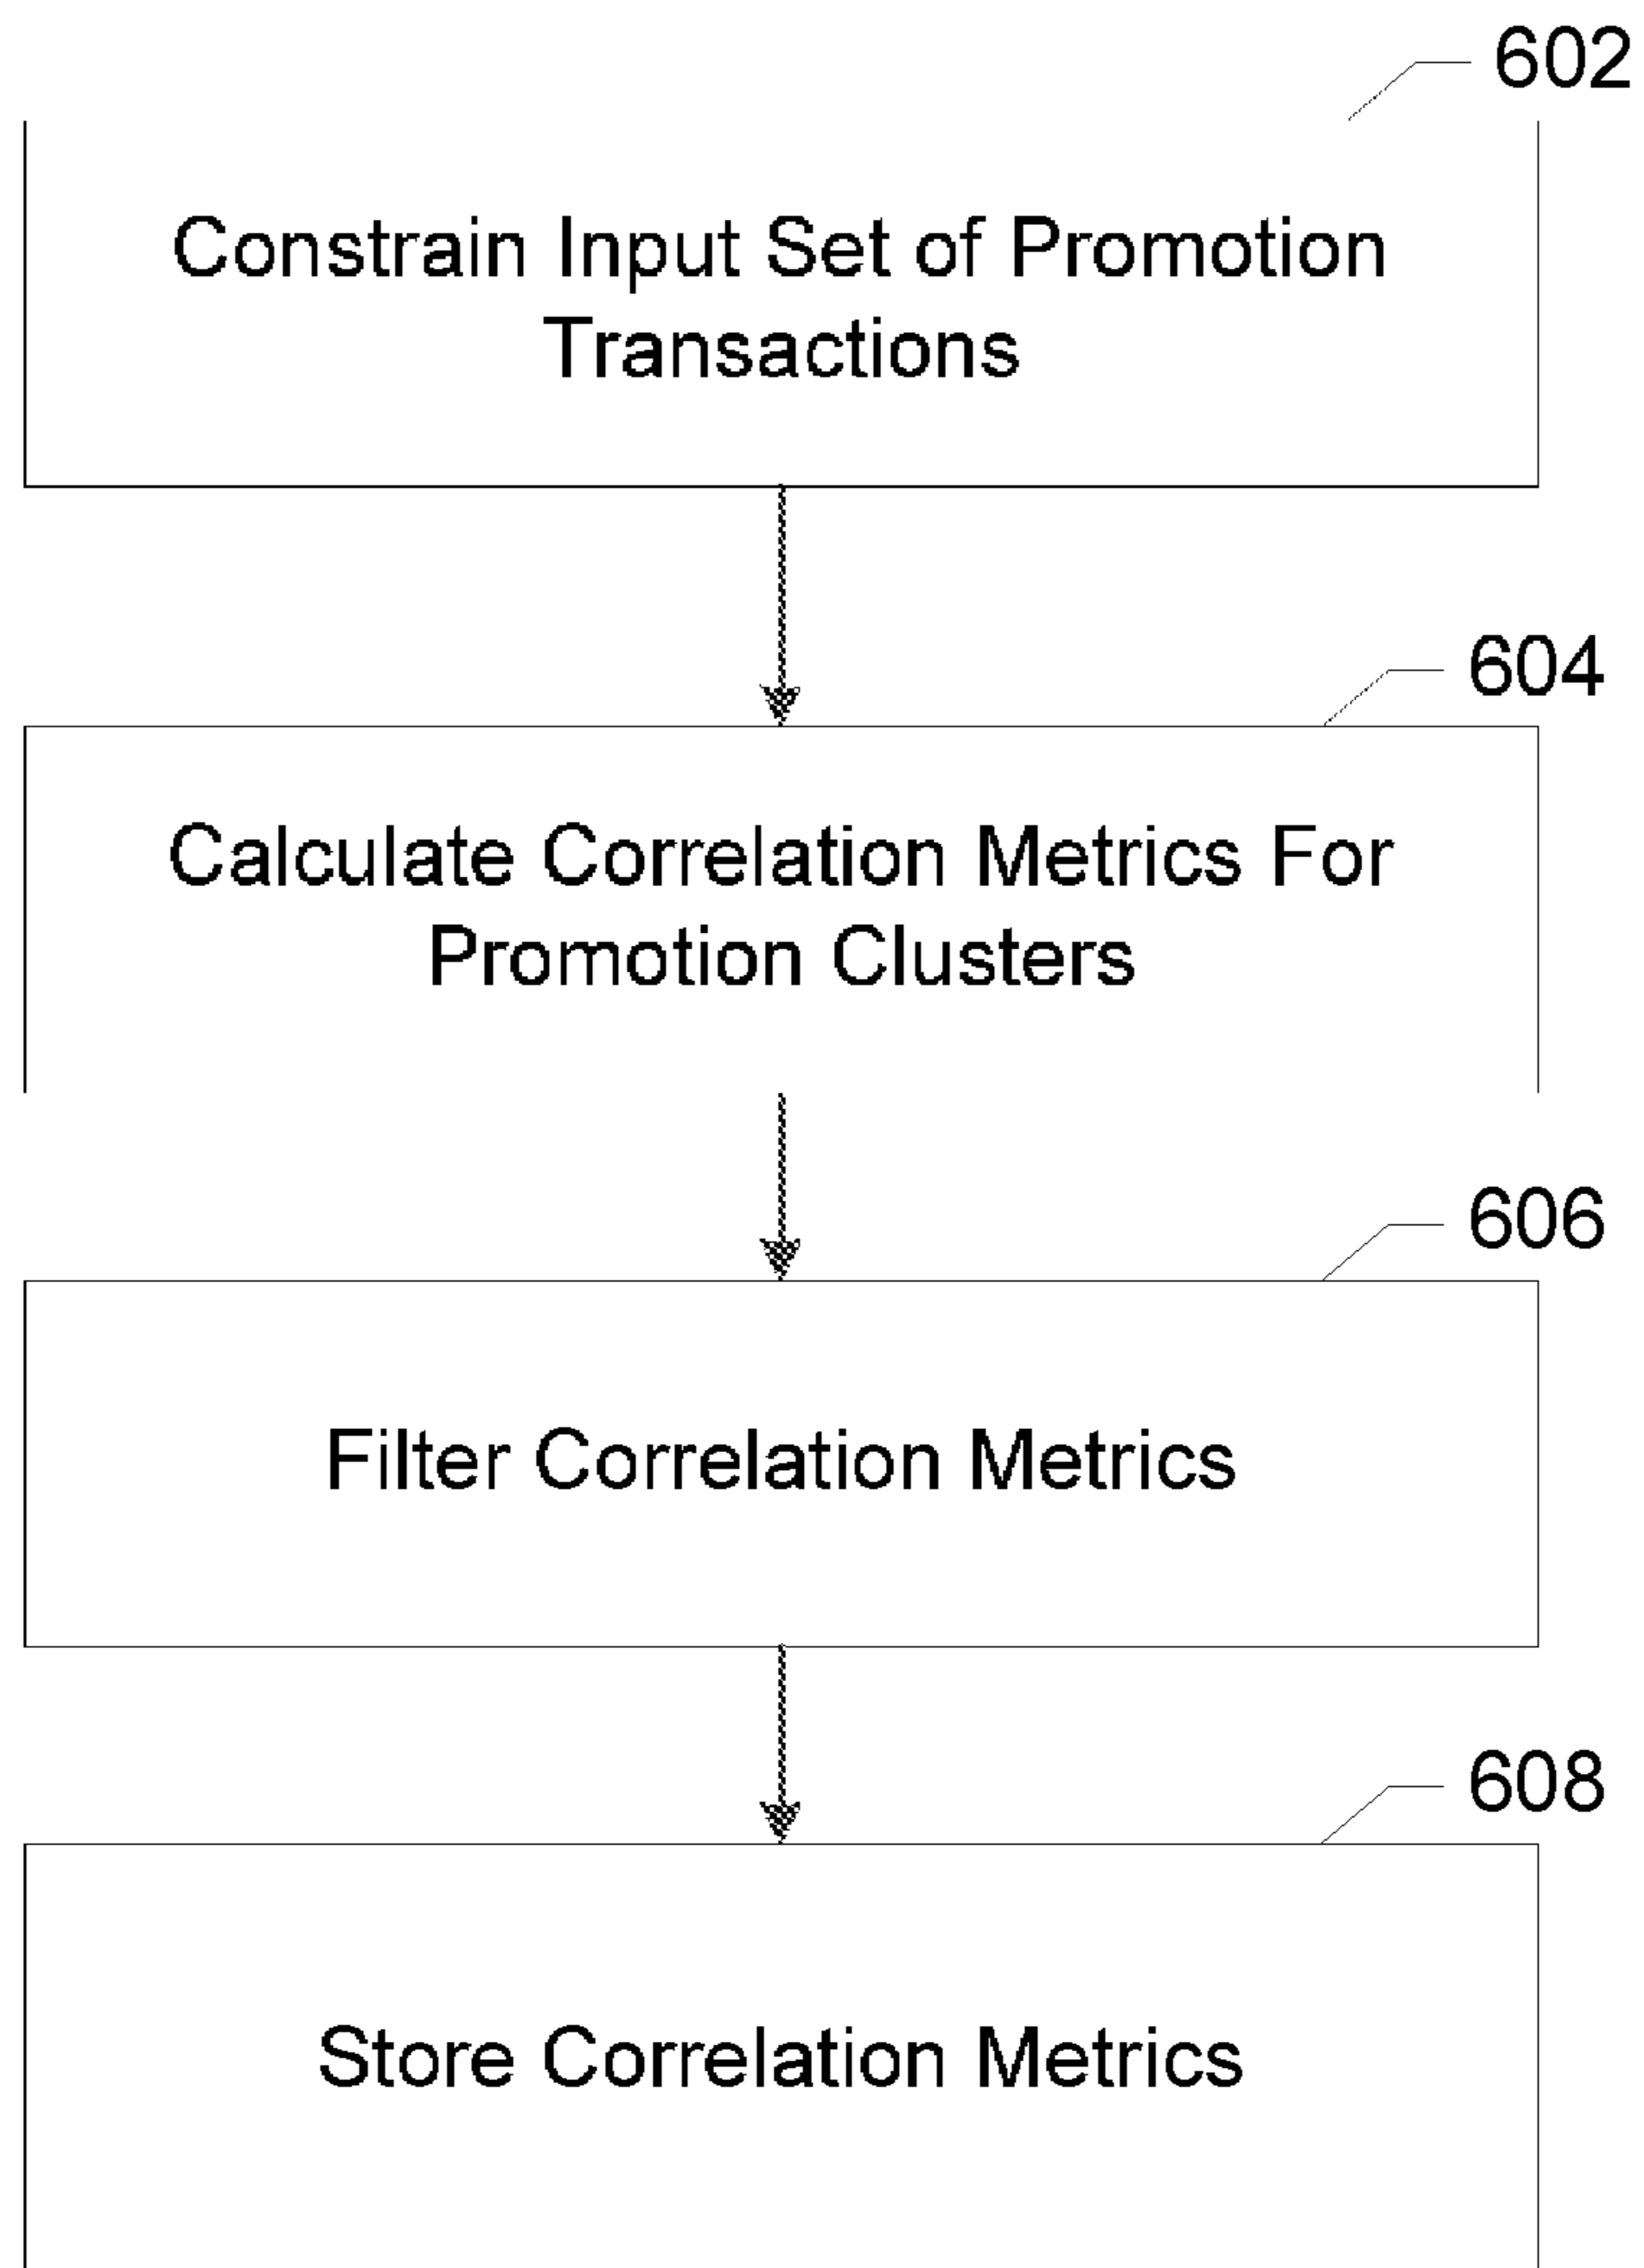 602
Constrain Input Set of Promotion
Transactions
604
Calculate Correlation Metrics For
Promotion Clusters
606
Filter Correlation Metrics
608
Store Correlation Metrics